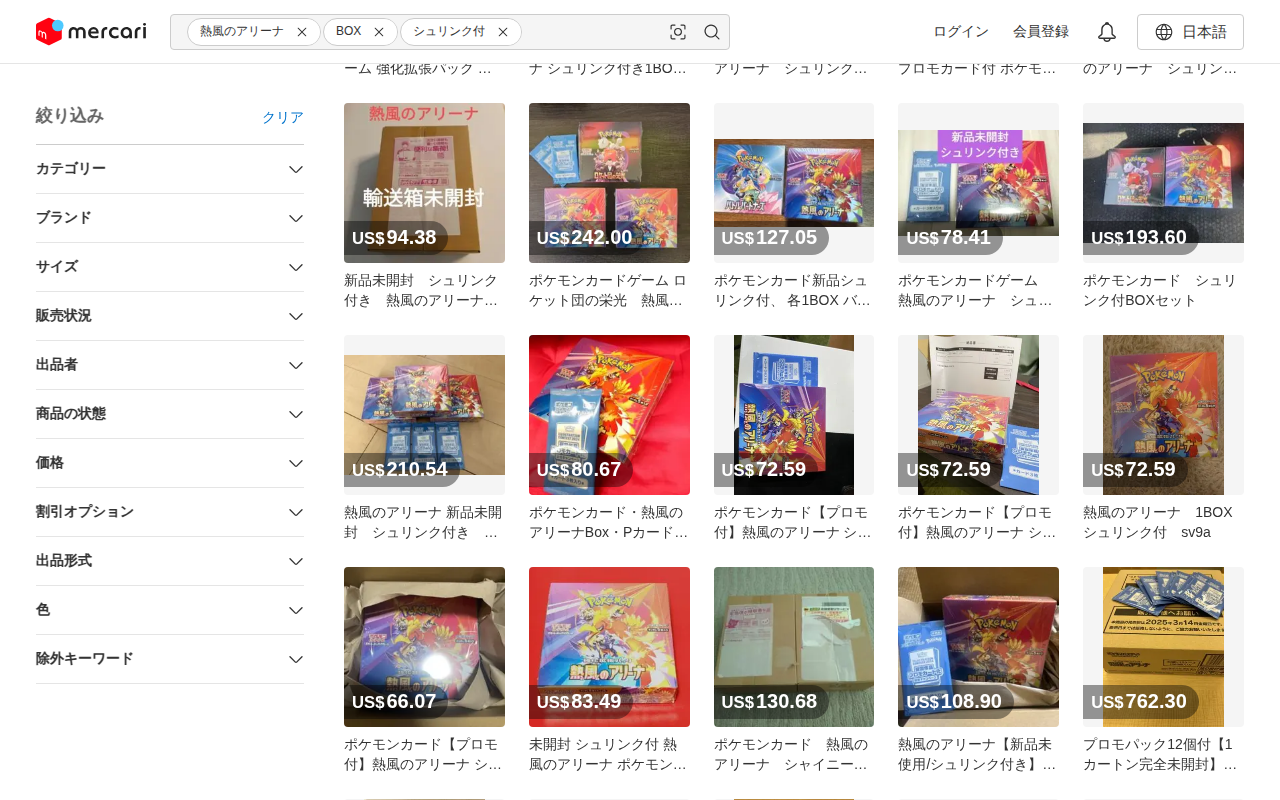 mercari
熱風のアリーナ
BOX
シュリンク付
ログイン
会員登録
日本語
ーム 強化拡張パック …
ナ シュリンク付き1BO…
アリーナ　シュリンク…
プロモカード付 ポケモ…
のアリーナ　シュリン…
絞り込み
クリア
カテゴリー
ブランド
サイズ
販売状況
出品者
商品の状態
価格
割引オプション
出品形式
色
除外キーワード
熱風のアリーナ
輸送箱未開封
US$94.38
新品未開封　シュリンク
付き　熱風のアリーナ…
US$242.00
ポケモンカードゲーム ロ
ケット団の栄光　熱風…
US$127.05
ポケモンカード新品シュ
リンク付、 各1BOX バ…
新品未開封
シュリンク付き
熱風のアリーナ
US$78.41
ポケモンカードゲーム
熱風のアリーナ　シュ…
US$193.60
ポケモンカード　シュリ
ンク付BOXセット
US$210.54
熱風のアリーナ 新品未開
封　シュリンク付き　…
US$80.67
ポケモンカード・熱風の
アリーナBox・Pカード…
US$72.59
ポケモンカード【プロモ
付】熱風のアリーナ シ…
US$72.59
ポケモンカード【プロモ
付】熱風のアリーナ シ…
熱風のアリーナ
US$72.59
熱風のアリーナ　1BOX
シュリンク付　sv9a
US$66.07
ポケモンカード【プロモ
付】熱風のアリーナ シ…
熱風のアリーナ
US$83.49
未開封 シュリンク付 熱
風のアリーナ ポケモン…
US$130.68
ポケモンカード　熱風の
アリーナ　シャイニー…
US$108.90
熱風のアリーナ【新品未
使用/シュリンク付き】…
US$762.30
プロモパック12個付【1
カートン完全未開封】…